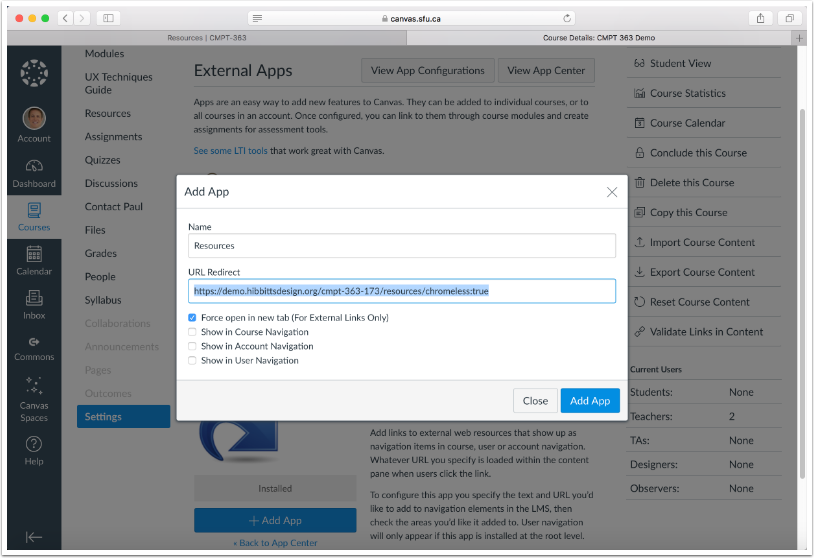 canvas.sfu.ca
Resources | CMPT-363
Course Details: CMPT 363 Demo
Account
Dashboard
Courses
Calendar
Inbox
Commons
Canvas
Spaces
Help
Modules
UX Techniques
Guide
Resources
Assignments
Quizzes
Discussions
Contact Paul
Files
Grades
People
Syllabus
Collaborations
Announcements
Pages
Outcomes
Settings
External Apps
View App Configurations
View App Center
Apps are an easy way to add new features to Canvas. They can be added to individual courses, or to
all courses in an account. Once configured, you can link to them through course modules and create
assignments for assessment tools.
See some LTI tools that work great with Canvas.
Add App
Name
Resources
URL Redirect
https://demo.hibbittsdesign.org/cmpt-363-173/resources/chromeless:true
Force open in new tab (For External Links Only)
Show in Course Navigation
Show in Account Navigation
Show in User Navigation
Close
Add App
Installed
+ Add App
« Back to App Center
Add links to external web resources that show up as
navigation items in course, user or account navigation.
Whatever URL you specify is loaded within the content
pane when users click the link.
To configure this app you specify the text and URL you'd
like to add to navigation elements in the LMS, then
check the areas you'd like it added to. User navigation
will only appear if this app is installed at the root level.
Student View
Course Statistics
Course Calendar
Conclude this Course
Delete this Course
Copy this Course
Import Course Content
Export Course Content
Reset Course Content
Validate Links in Content
Current Users
Students: None
Teachers: 2
TAs: None
Designers: None
Observers: None